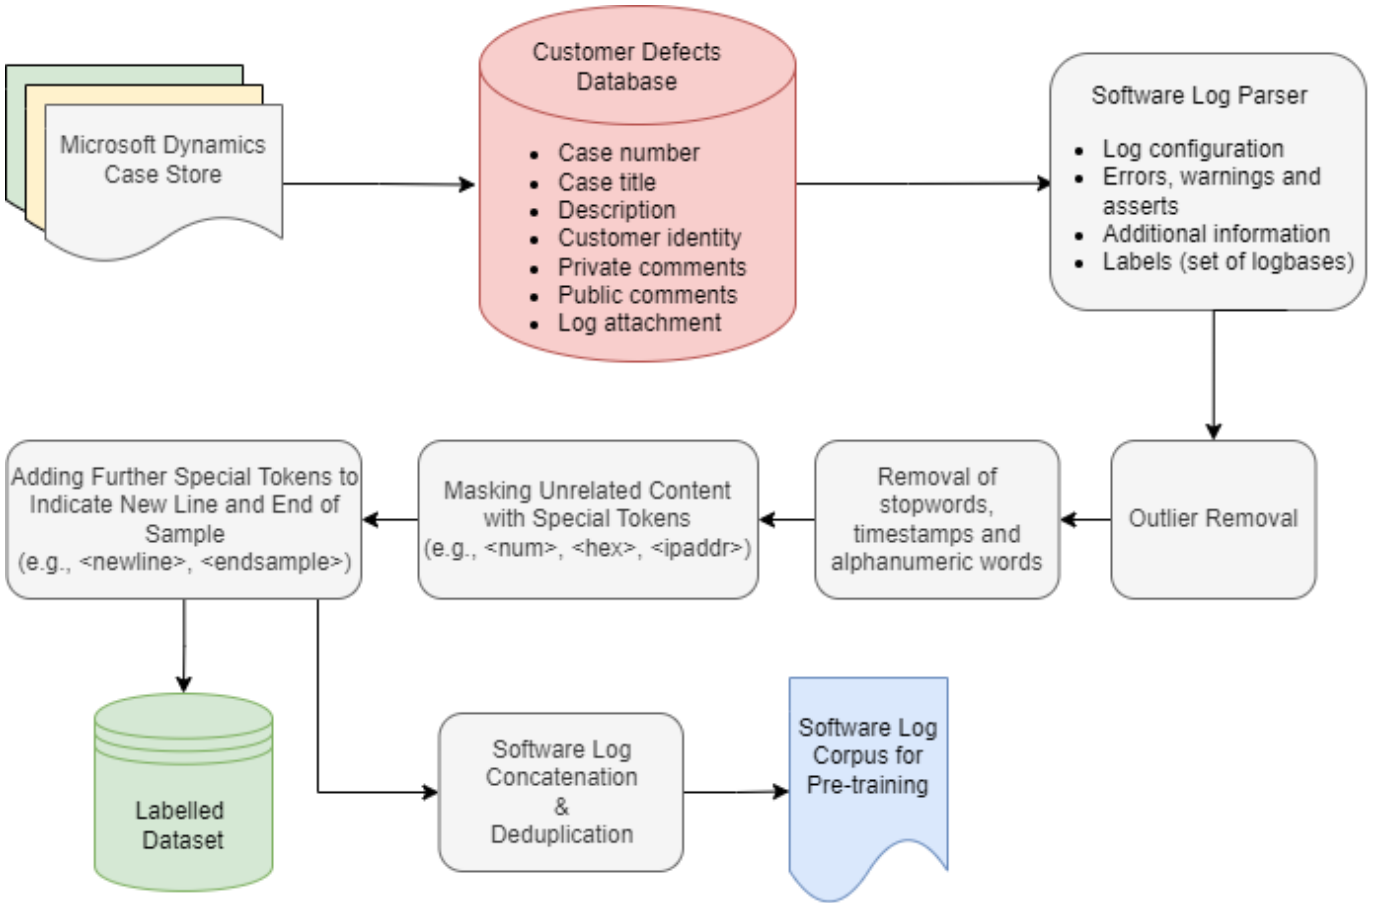 Microsoft Dynamics
Case Store
Customer Defects
Database
• Case number
• Case title
• Description
• Customer identity
• Private comments
• Public comments
• Log attachment
Software Log Parser
• Log configuration
• Errors, warnings and
asserts
• Additional information
• Labels (set of logbases)
Outlier Removal
Removal of
stopwords,
timestamps and
alphanumeric words
Masking Unrelated Content
with Special Tokens
(e.g., <num>, <hex>, <ipaddr>)
Adding Further Special Tokens to
Indicate New Line and End of
Sample
(e.g., <newline>, <endsample>)
Labelled
Dataset
Software Log
Concatenation
&
Deduplication
Software Log
Corpus for
Pre-training